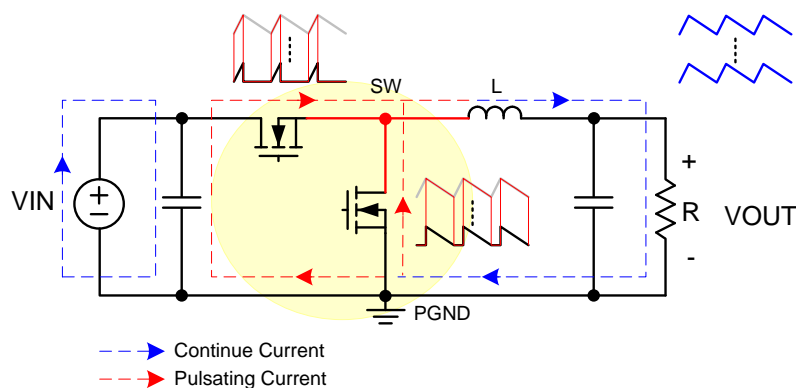 SW
L
VIN
+
−
+
R
VOUT
-
PGND
Continue Current
Pulsating Current